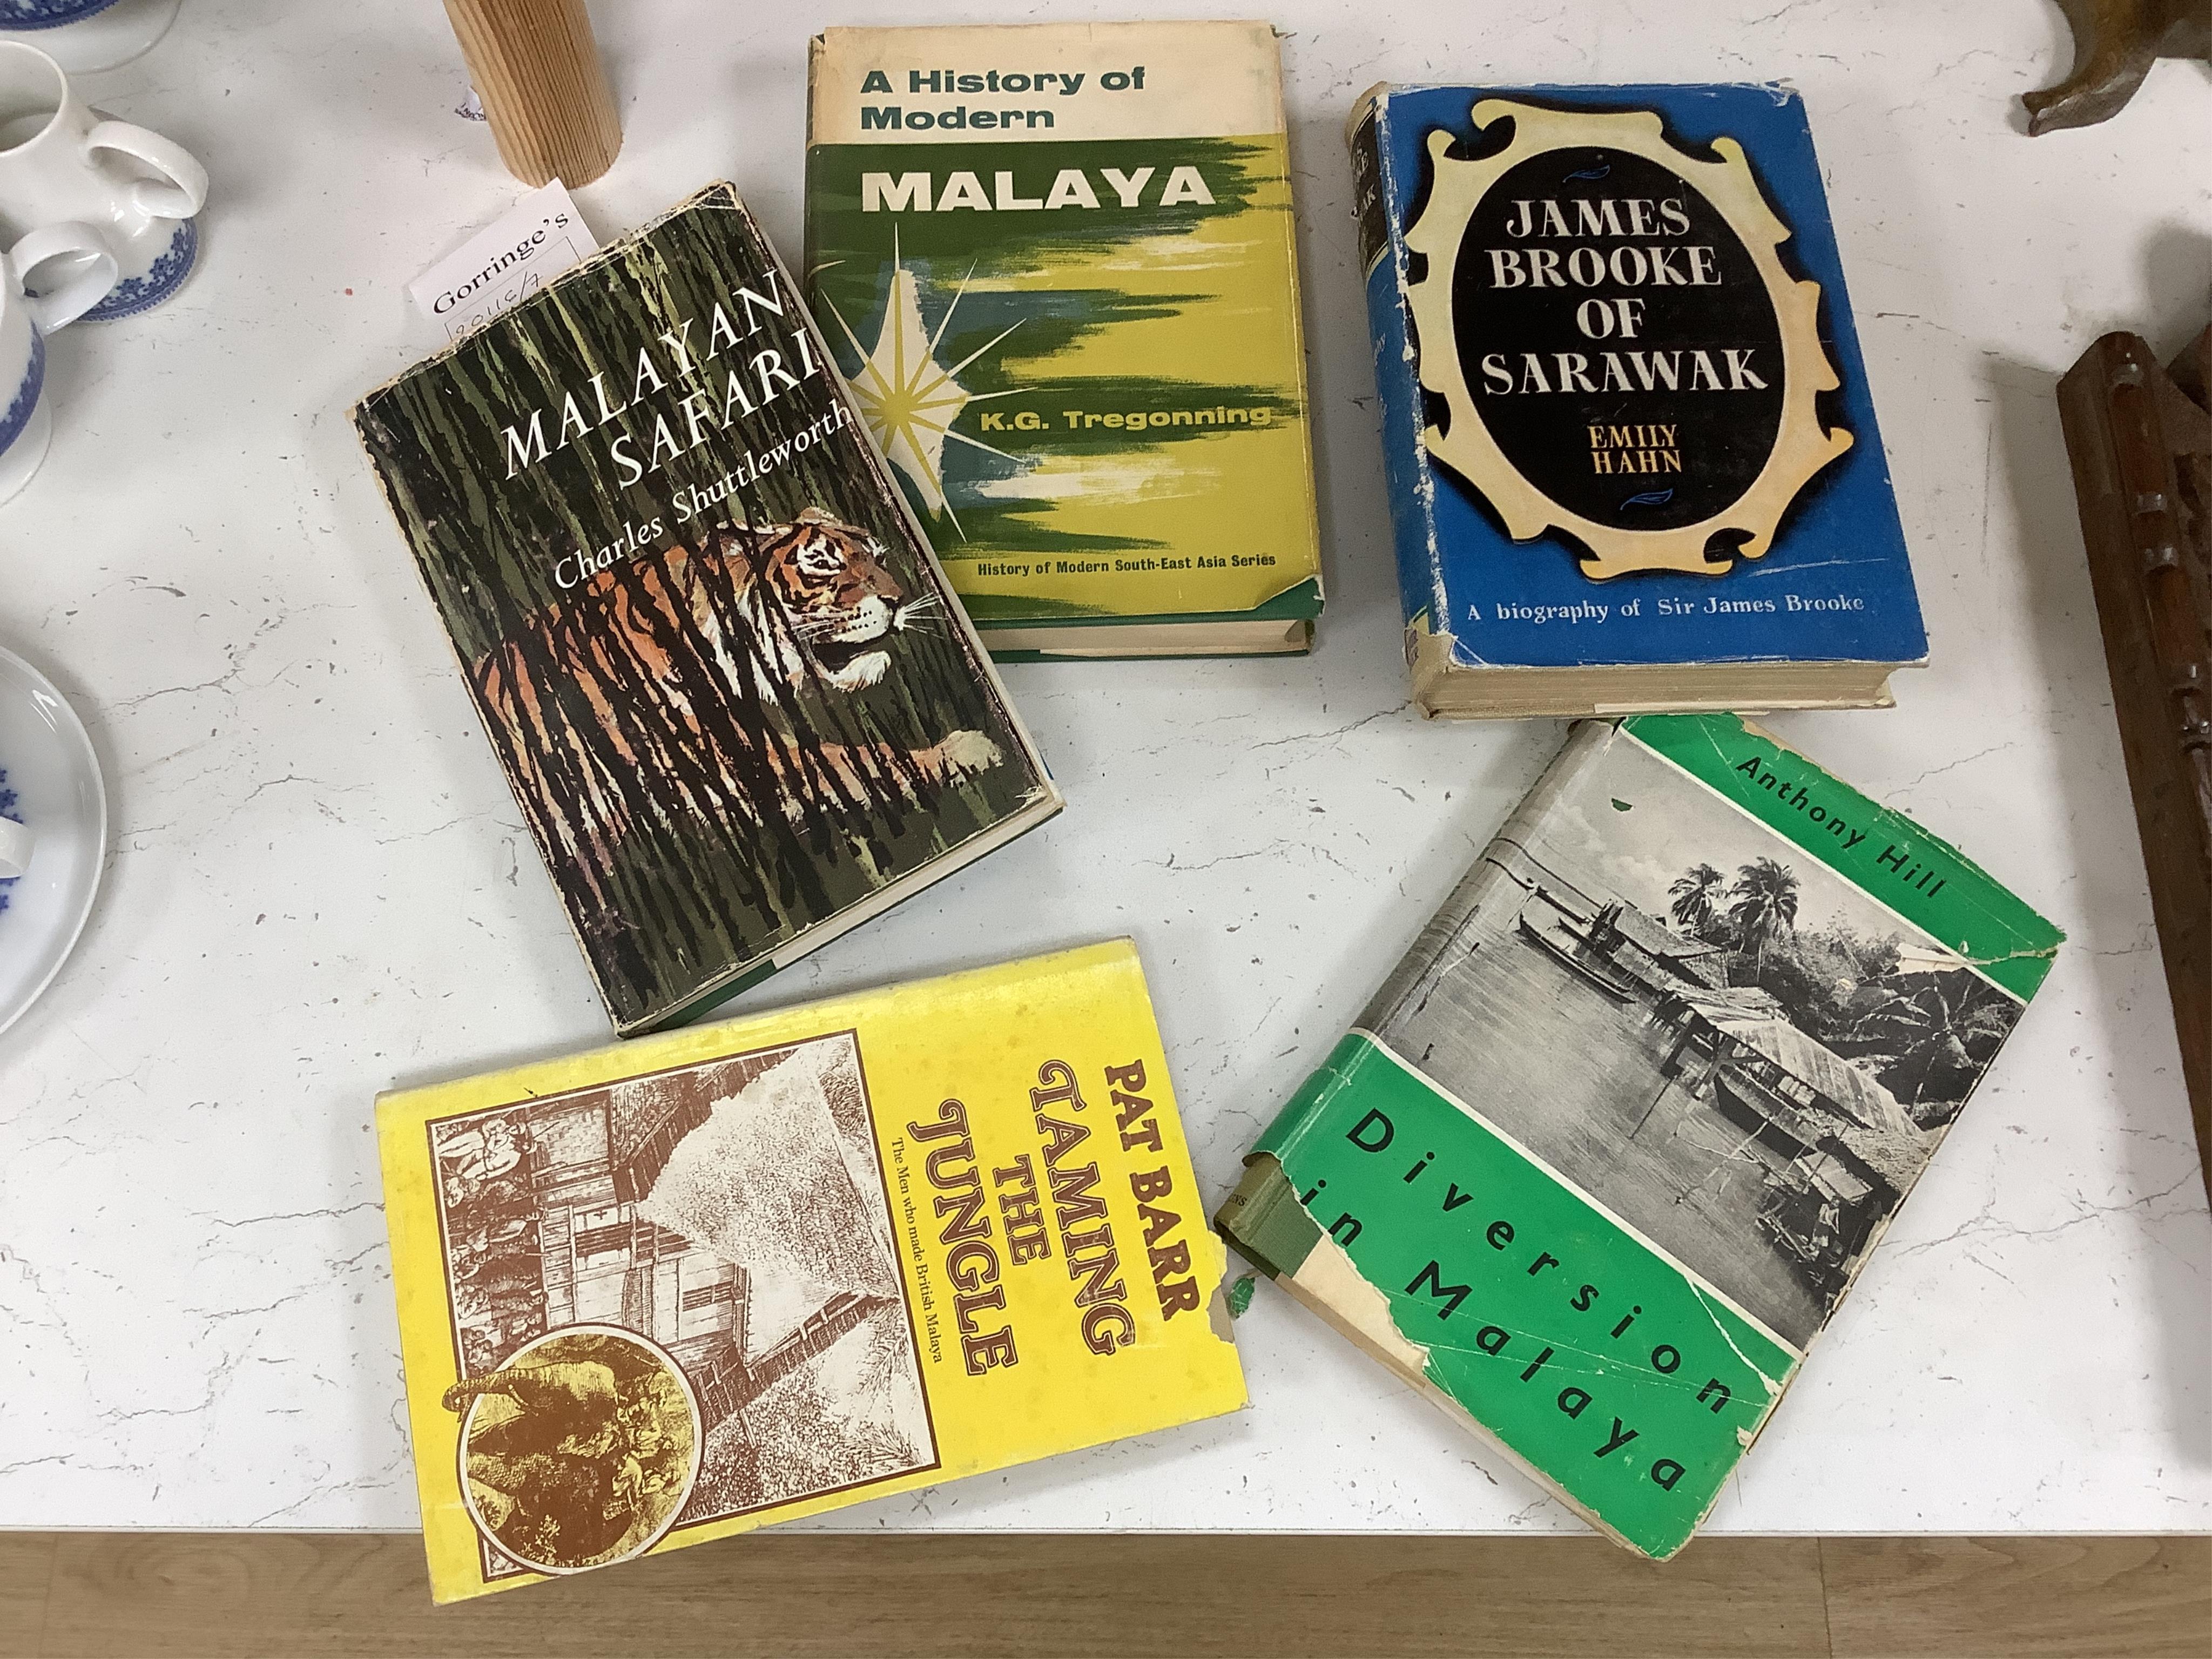 Gorringe's
MALAYAN
SAFARI
Charles Shuttleworth
A History of
Modern
MALAYA
K.G. Tregonning
History of Modern South-East Asia Series
JAMES
BROOKE
OF
SARAWAK
EMILY
HAHN
A biography of Sir James Brooke
PAT BARR
TAMING
THE
JUNGLE
The Men who made British Malaya
Anthony Hill
Diversion
in Malaya